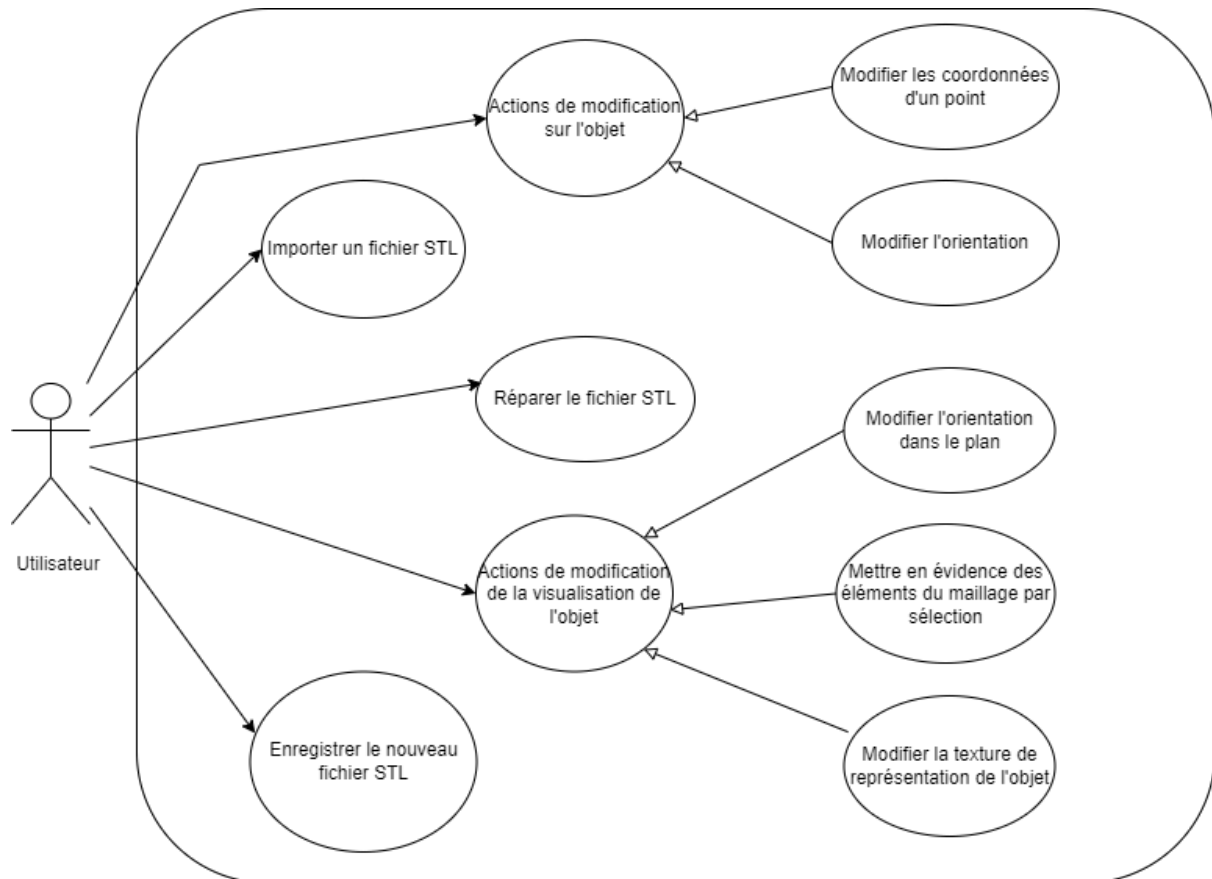 Modifier les coordonnées
d'un point
Actions de modification
sur l'objet
Importer un fichier STL
Modifier l'orientation
Réparer le fichier STL
Modifier l'orientation
dans le plan
Utilisateur
Actions de modification
de la visualisation de
l'objet
Mettre en évidence des
éléments du maillage par
sélection
Enregistrer le nouveau
fichier STL
Modifier la texture de
représentation de l'objet